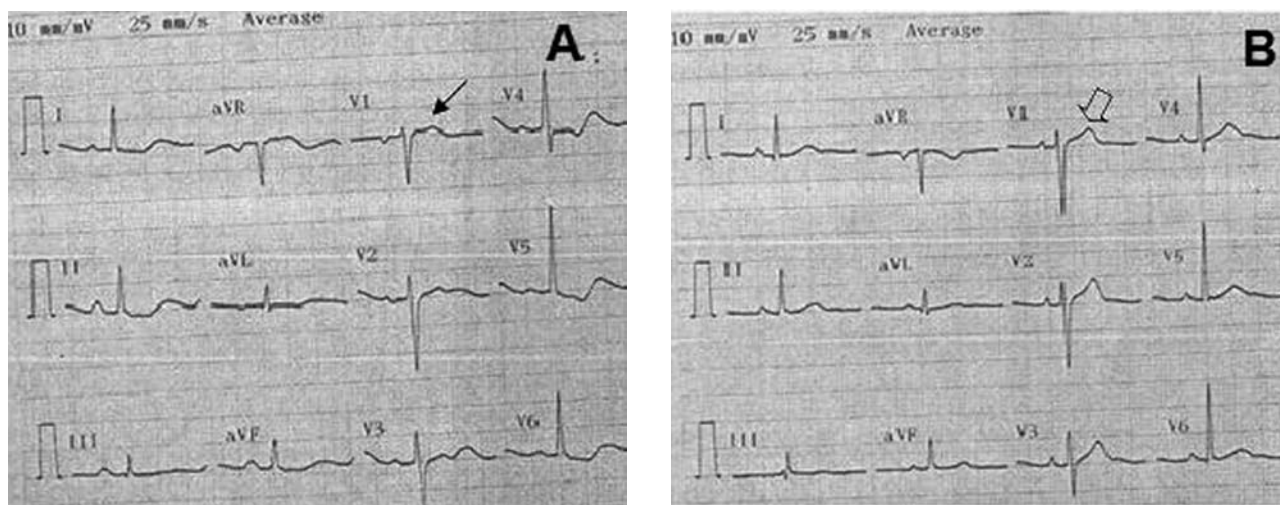 10 mm/mV 25 mm/s Average
A
I aVR V1 V4
II aVL V2 V5
III aVF V3 V6
10 mm/mV 25 mm/s Average
B
I aVR V1 V4
II aVL V2 V5
III aVF V3 V6